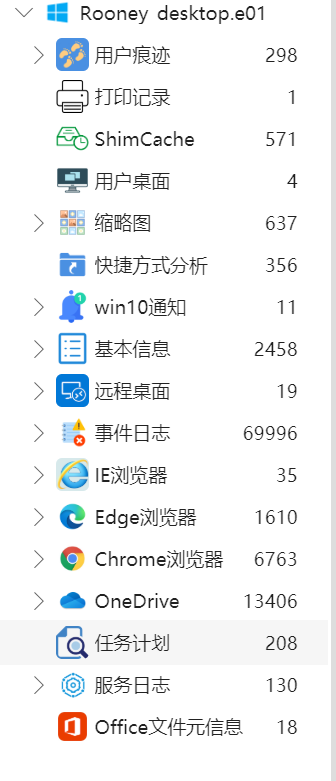 Rooney desktop.e01
用户痕迹 298
打印记录 1
ShimCache 571
用户桌面 4
缩略图 637
快捷方式分析 356
win10通知 11
基本信息 2458
远程桌面 19
事件日志 69996
IE浏览器 35
Edge浏览器 1610
Chrome浏览器 6763
OneDrive 13406
任务计划 208
服务日志 130
Office文件元信息 18